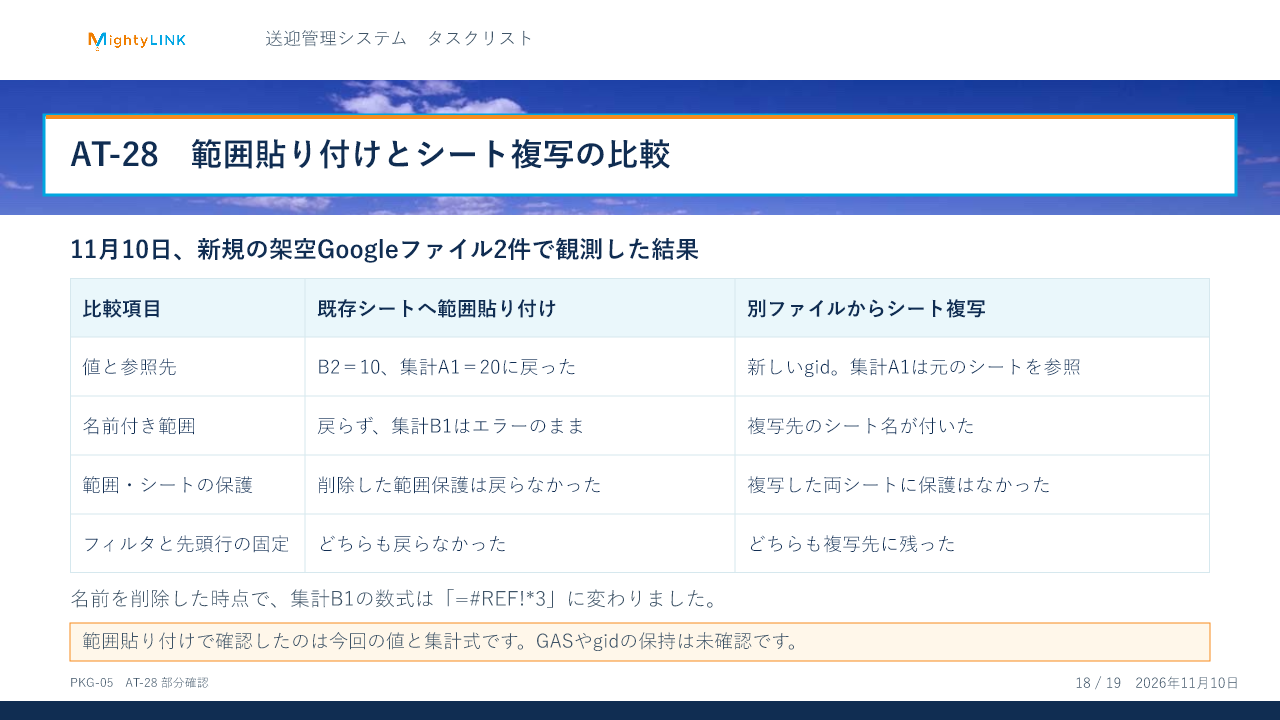 MightyLINK
送迎管理システム　タスクリスト
AT-28　範囲貼り付けとシート複写の比較
11月10日、新規の架空Googleファイル2件で観測した結果
比較項目　既存シートへ範囲貼り付け　別ファイルからシート複写
値と参照先　B2＝10、集計A1＝20に戻った　新しいgid。集計A1は元のシートを参照
名前付き範囲　戻らず、集計B1はエラーのまま　複写先のシート名が付いた
範囲・シートの保護　削除した範囲保護は戻らなかった　複写した両シートに保護はなかった
フィルタと先頭行の固定　どちらも戻らなかった　どちらも複写先に残った
名前を削除した時点で、集計B1の数式は「=#REF!*3」に変わりました。
範囲貼り付けで確認したのは今回の値と集計式です。GASやgidの保持は未確認です。
PKG-05　AT-28 部分確認
18 / 19　2026年11月10日